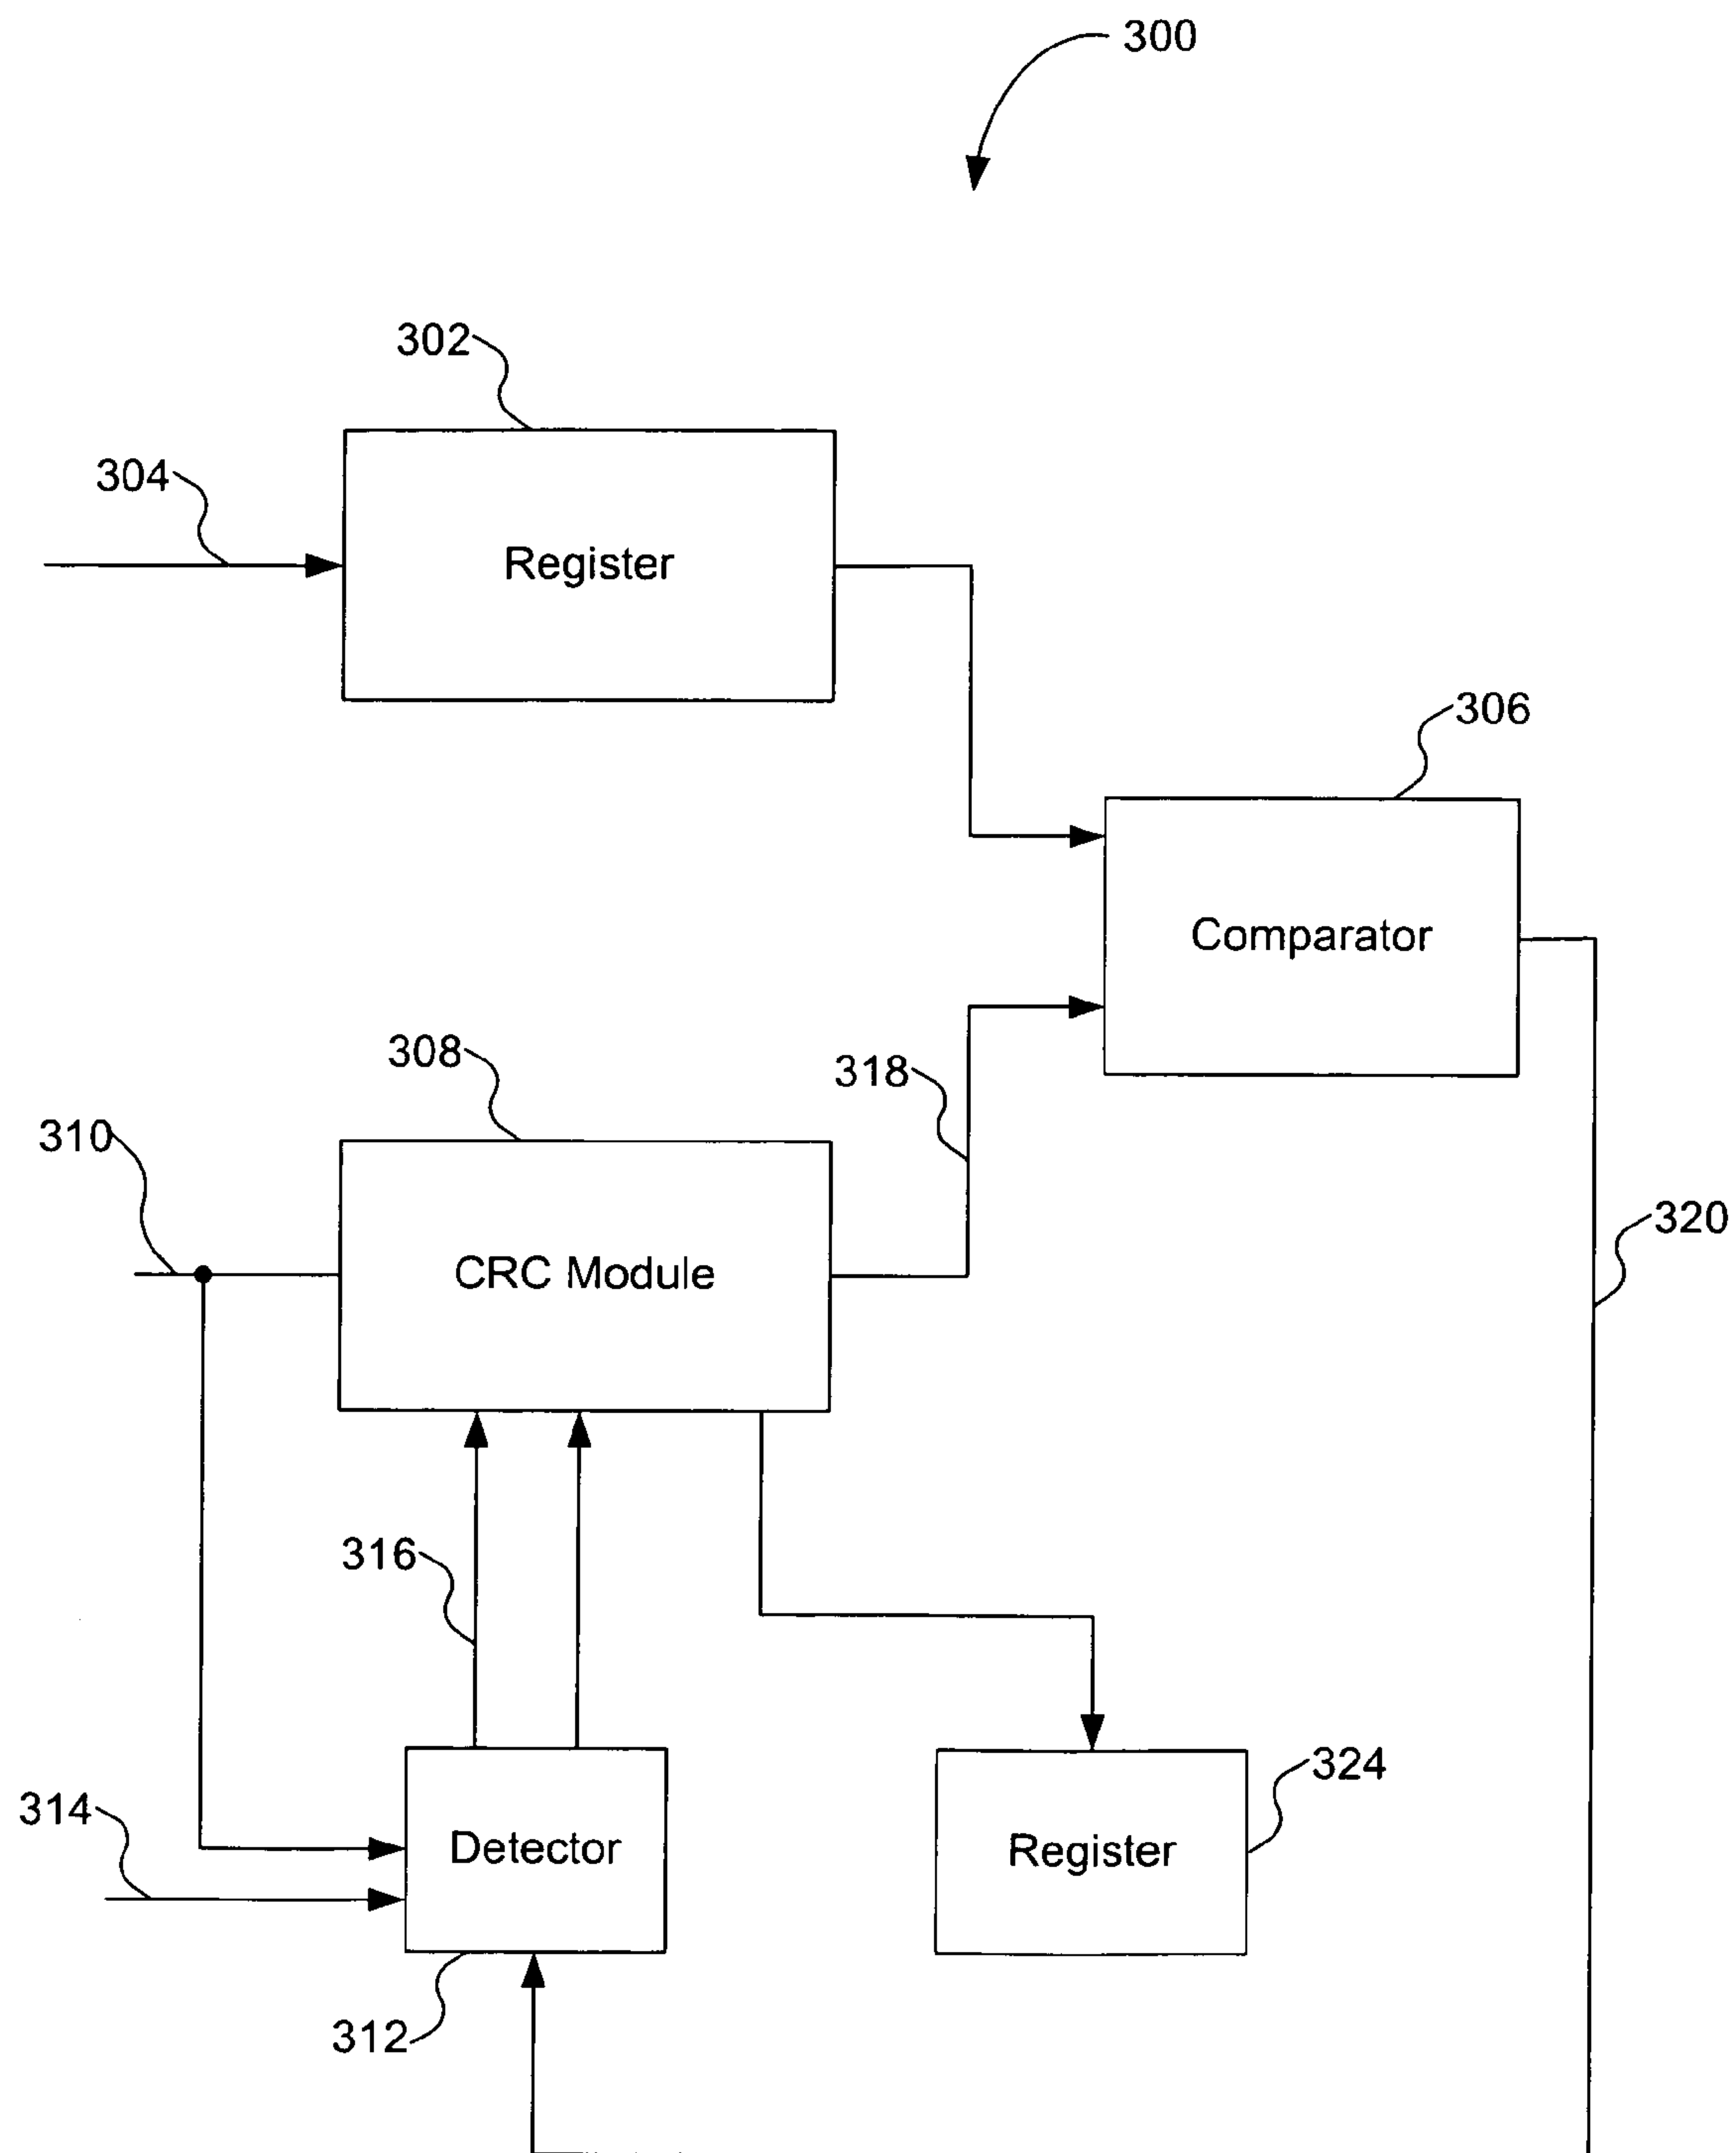 300
302
304
Register
306
Comparator
308
318
310
CRC Module
320
316
324
314
Detector
Register
312